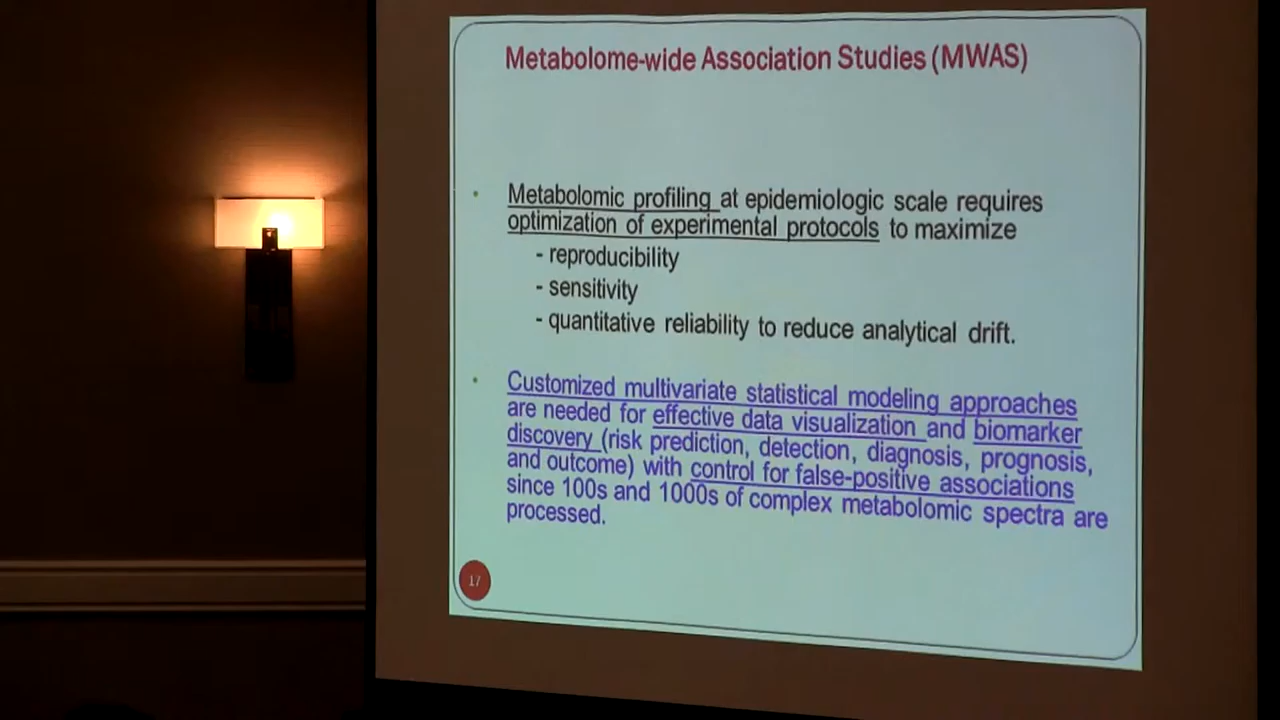 Metabolome-wide Association Studies (MWAS)
• Metabolomic profiling at epidemiologic scale requires
optimization of experimental protocols to maximize
- reproducibility
- sensitivity
- quantitative reliability to reduce analytical drift.
• Customized multivariate statistical modeling approaches
are needed for effective data visualization and biomarker
discovery (risk prediction, detection, diagnosis, prognosis,
and outcome) with control for false-positive associations
since 100s and 1000s of complex metabolomic spectra are
processed.
17